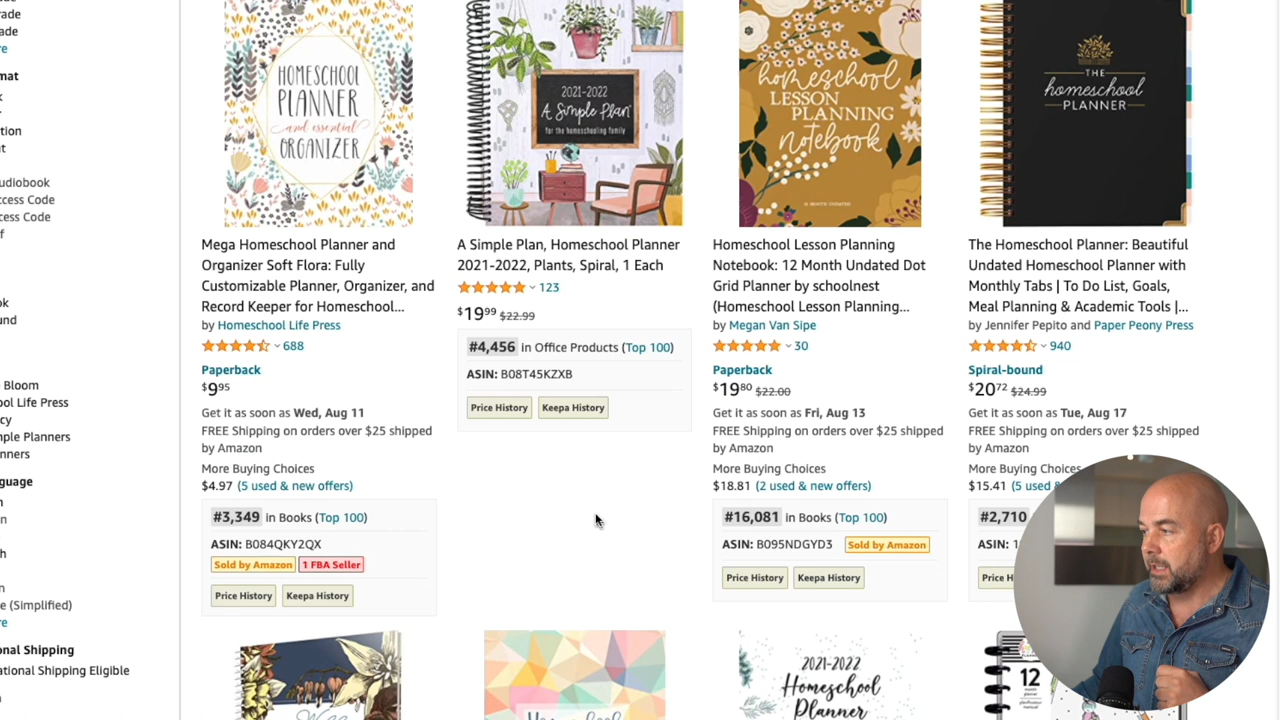 rade
rade
re
mat
k
tion
ut
udiobook
ccess Code
cess Code
f
ok
und
Bloom
ool Life Press
cy
mple Planners
nners
guage
n
n
h
n
e (Simplified)
re
onal Shipping
ational Shipping Eligible
HOMESCHOOL
PLANNER
and essential
ORGANIZER
Mega Homeschool Planner and
Organizer Soft Flora: Fully
Customizable Planner, Organizer, and
Record Keeper for Homeschool...
by Homeschool Life Press
688
Paperback
$9.95
Get it as soon as Wed, Aug 11
FREE Shipping on orders over $25 shipped
by Amazon
More Buying Choices
$4.97 (5 used & new offers)
#3,349 in Books (Top 100)
ASIN: B084QKY2QX
Sold by Amazon 1 FBA Seller
Price History Keepa History
2021-2022
A Simple Plan
for the homeschooling family
A Simple Plan, Homeschool Planner
2021-2022, Plants, Spiral, 1 Each
123
$19.99 $22.99
#4,456 in Office Products (Top 100)
ASIN: B08T45KZXB
Price History Keepa History
homeschool
LESSON
PLANNING
notebook
12 MONTH UNDATED
Homeschool Lesson Planning
Notebook: 12 Month Undated Dot
Grid Planner by schoolnest
(Homeschool Lesson Planning...
by Megan Van Sipe
30
Paperback
$19.80 $22.00
Get it as soon as Fri, Aug 13
FREE Shipping on orders over $25 shipped
by Amazon
More Buying Choices
$18.81 (2 used & new offers)
#16,081 in Books (Top 100)
ASIN: B095NDGYD3 Sold by Amazon
Price History Keepa History
THE
homeschool
PLANNER
The Homeschool Planner: Beautiful
Undated Homeschool Planner with
Monthly Tabs | To Do List, Goals,
Meal Planning & Academic Tools |...
by Jennifer Pepito and Paper Peony Press
940
Spiral-bound
$20.72 $24.99
Get it as soon as Tue, Aug 17
FREE Shipping on orders over $25 shipped
by Amazon
More Buying Choices
$15.41 (5 used &
#2,710
ASIN: 1
Price H
2021-2022
Homeschool
Planner
12